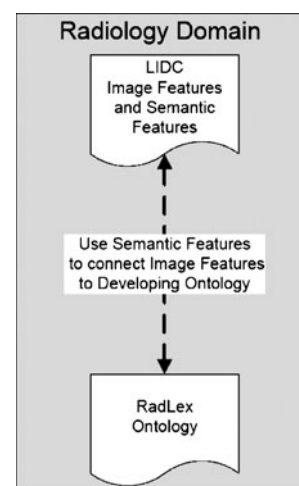 Radiology Domain
LIDC
Image Features
and Semantic
Features
Use Semantic Features
to connect Image Features
to Developing Ontology
RadLex
Ontology